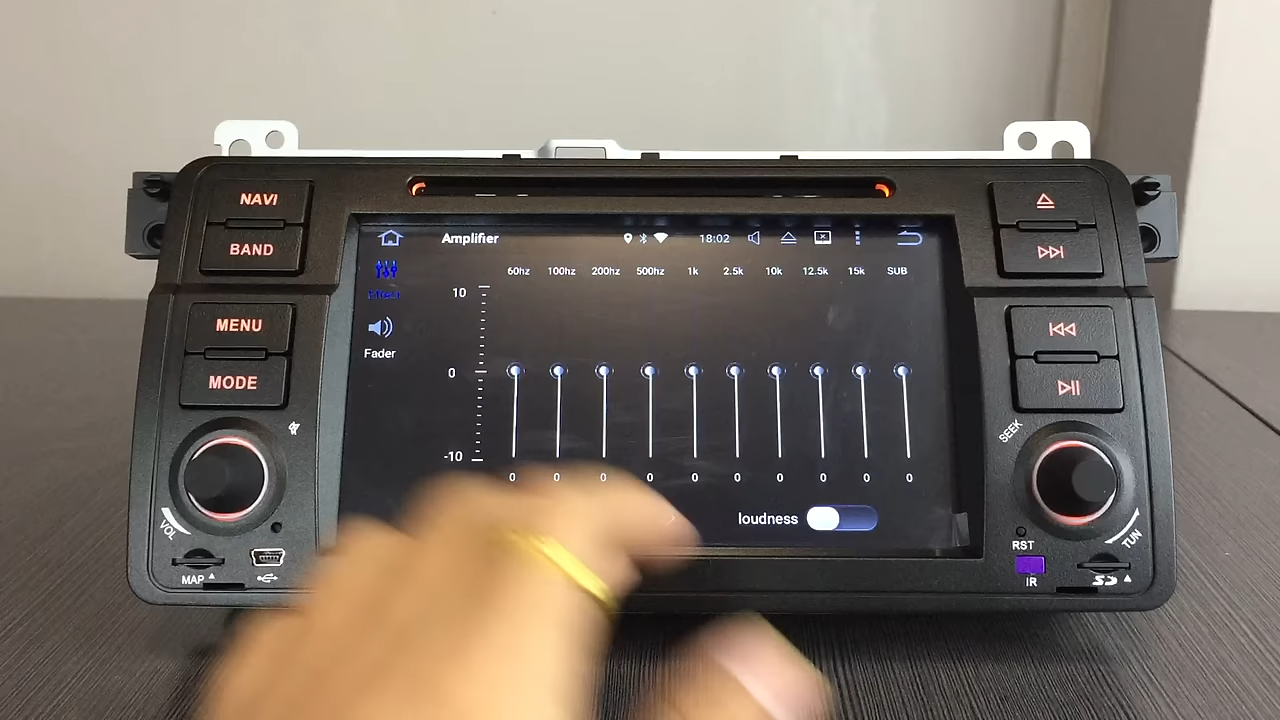 NAVI
BAND
MENU
MODE
VOL
MAP
Amplifier
18:02
60hz 100hz 200hz 500hz 1k 2.5k 10k 12.5k 15k SUB
10
0
-10
Fader
0 0 0 0 0 0 0 0 0 0
loudness
SEEK
TUN
RST
IR